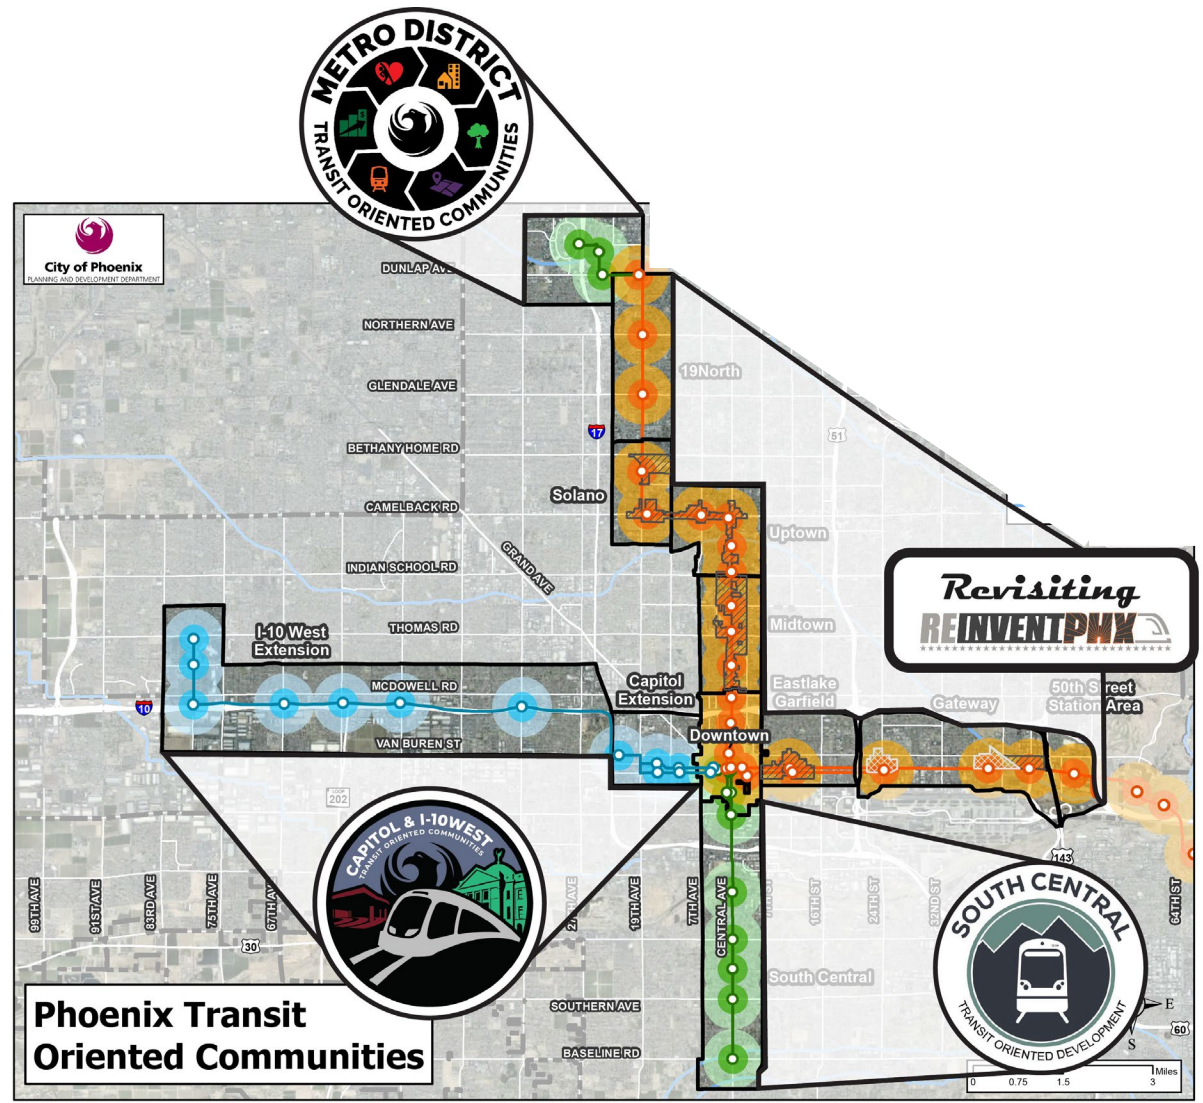 METRO DISTRICT
TRANSIT ORIENTED COMMUNITIES
City of Phoenix
PLANNING AND DEVELOPMENT DEPARTMENT
DUNLAP AVE
NORTHERN AVE
GLENDALE AVE
19North
17
51
BETHANY HOME RD
Solano
CAMELBACK RD
Uptown
GRAND AVE
INDIAN SCHOOL RD
Revisiting
REINVENTPHX
THOMAS RD
Midtown
I-10 West
Extension
Capitol
Extension
MCDOWELL RD
Eastlake
Garfield
Gateway
50th Street
Station Area
10
Downtown
VAN BUREN ST
LOOP
202
CAPITOL & I-10WEST
TRANSIT ORIENTED COMMUNITIES
143
99TH AVE
91ST AVE
83RD AVE
75TH AVE
67TH AVE
19TH AVE
7TH AVE
CENTRAL AVE
16TH ST
24TH ST
32ND ST
64TH ST
SOUTH CENTRAL
TRANSIT ORIENTED DEVELOPMENT
30
South Central
Phoenix Transit
Oriented Communities
SOUTHERN AVE
BASELINE RD
E
S
60
Miles
0 0.75 1.5 3